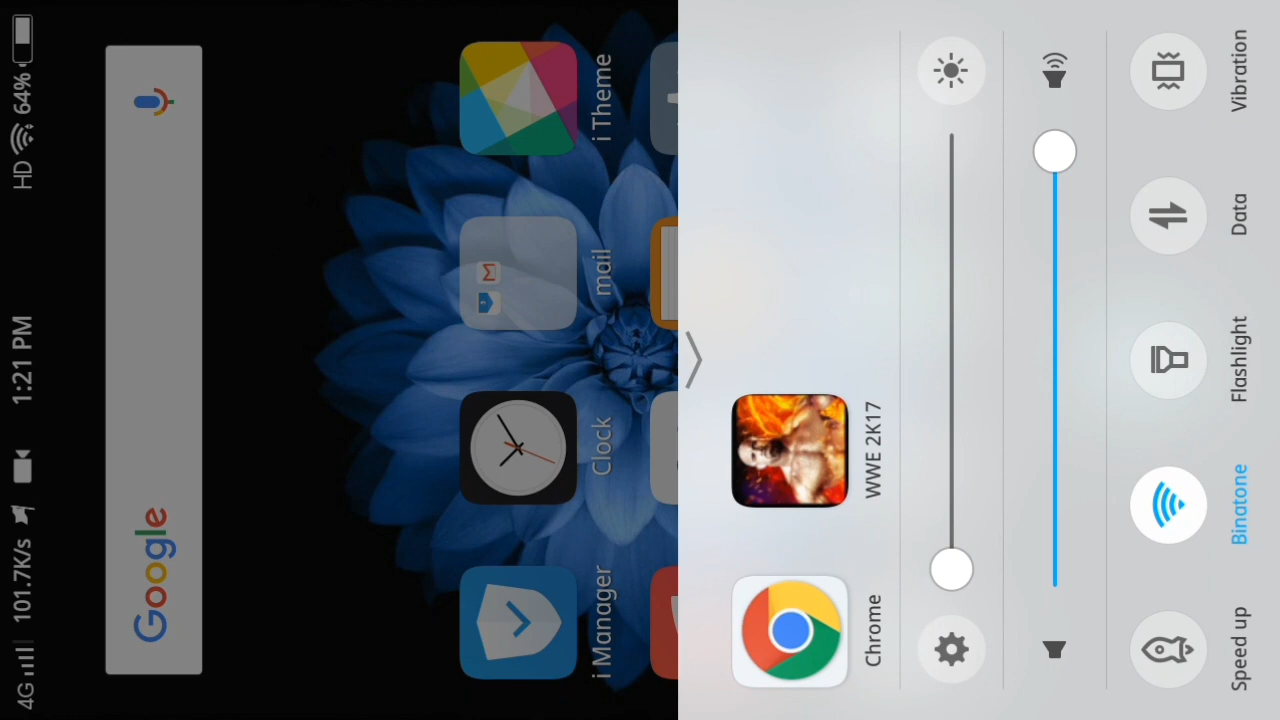 4G 101.7K/s 1:21 PM HD 64%
Google
i Manager Clock mail i Theme
Chrome WWE 2K17
Speed up Binatone Flashlight Data Vibration